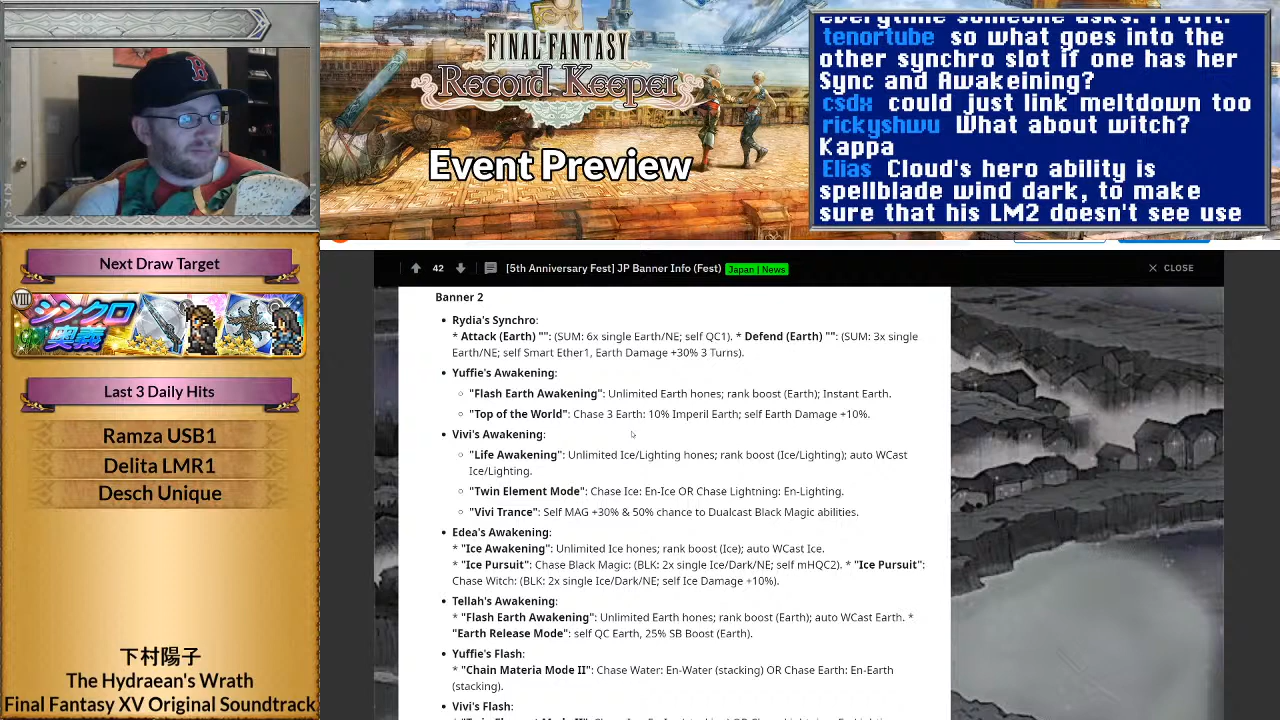 FINAL FANTASY
Record Keeper
Event Preview
everytime someone asks. Profit.
tenortube so what goes into the
other synchro slot if one has her
Sync and Awakeining?
csdx could just link meltdown too
rickyshwu What about witch?
Kappa
Elias Cloud's hero ability is
spellblade wind dark, to make
sure that his LM2 doesn't see use
Next Draw Target
VIII
シンクロ
奥義
Last 3 Daily Hits
Ramza USB1
Delita LMR1
Desch Unique
下村陽子
The Hydraean's Wrath
Final Fantasy XV Original Soundtrack
42
[5th Anniversary Fest] JP Banner Info (Fest) Japan | News
CLOSE
Banner 2
Rydia's Synchro:
* Attack (Earth) "": (SUM: 6x single Earth/NE; self QC1). * Defend (Earth) "": (SUM: 3x single
Earth/NE; self Smart Ether1, Earth Damage +30% 3 Turns).
Yuffie's Awakening:
"Flash Earth Awakening": Unlimited Earth hones; rank boost (Earth); Instant Earth.
"Top of the World": Chase 3 Earth: 10% Imperil Earth; self Earth Damage +10%.
Vivi's Awakening:
"Life Awakening": Unlimited Ice/Lighting hones; rank boost (Ice/Lighting); auto WCast
Ice/Lighting.
"Twin Element Mode": Chase Ice: En-Ice OR Chase Lightning: En-Lighting.
"Vivi Trance": Self MAG +30% & 50% chance to Dualcast Black Magic abilities.
Edea's Awakening:
* "Ice Awakening": Unlimited Ice hones; rank boost (Ice); auto WCast Ice.
* "Ice Pursuit": Chase Black Magic: (BLK: 2x single Ice/Dark/NE; self mHQC2). * "Ice Pursuit":
Chase Witch: (BLK: 2x single Ice/Dark/NE; self Ice Damage +10%).
Tellah's Awakening:
* "Flash Earth Awakening": Unlimited Earth hones; rank boost (Earth); auto WCast Earth. *
"Earth Release Mode": self QC Earth, 25% SB Boost (Earth).
Yuffie's Flash:
* "Chain Materia Mode II": Chase Water: En-Water (stacking) OR Chase Earth: En-Earth
(stacking).
Vivi's Flash: